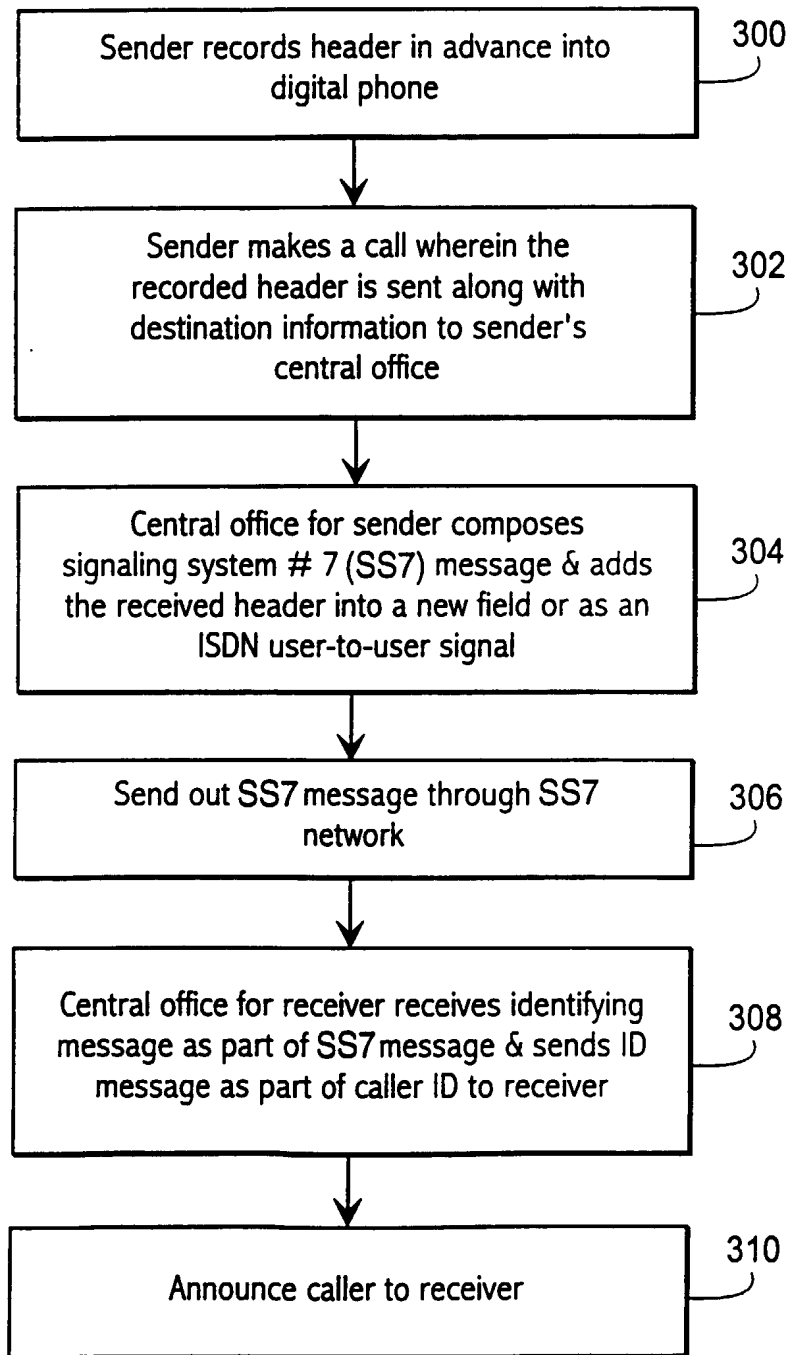 Sender records header in advance into
digital phone
300
Sender makes a call wherein the
recorded header is sent along with
destination information to sender's
central office
302
Central office for sender composes
signaling system # 7 (SS7) message & adds
the received header into a new field or as an
ISDN user-to-user signal
304
Send out SS7 message through SS7
network
306
Central office for receiver receives identifying
message as part of SS7 message & sends ID
message as part of caller ID to receiver
308
Announce caller to receiver
310